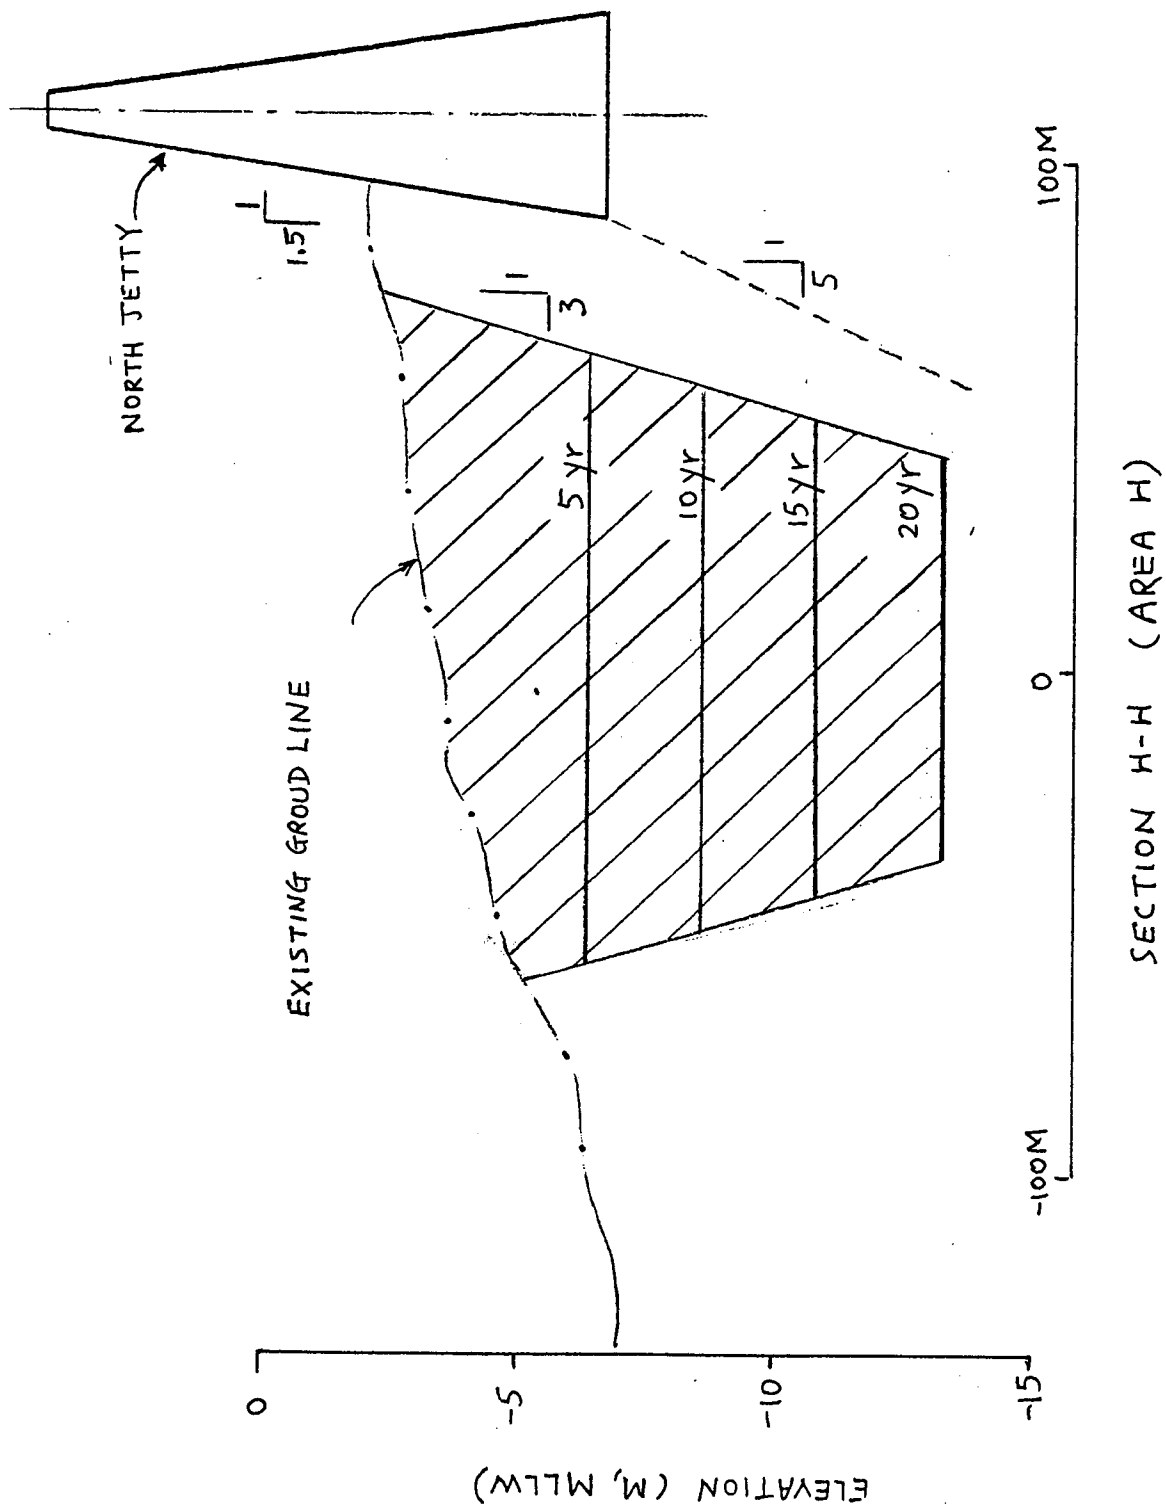 NORTH JETTY
1
1.5
1
3
1
5
EXISTING GROUD LINE
5 yr
10 yr
15 yr
20 yr
0
-5
-10
-15
ELEVATION (M, MLLW)
-100M
0
100M
SECTION H-H (AREA H)